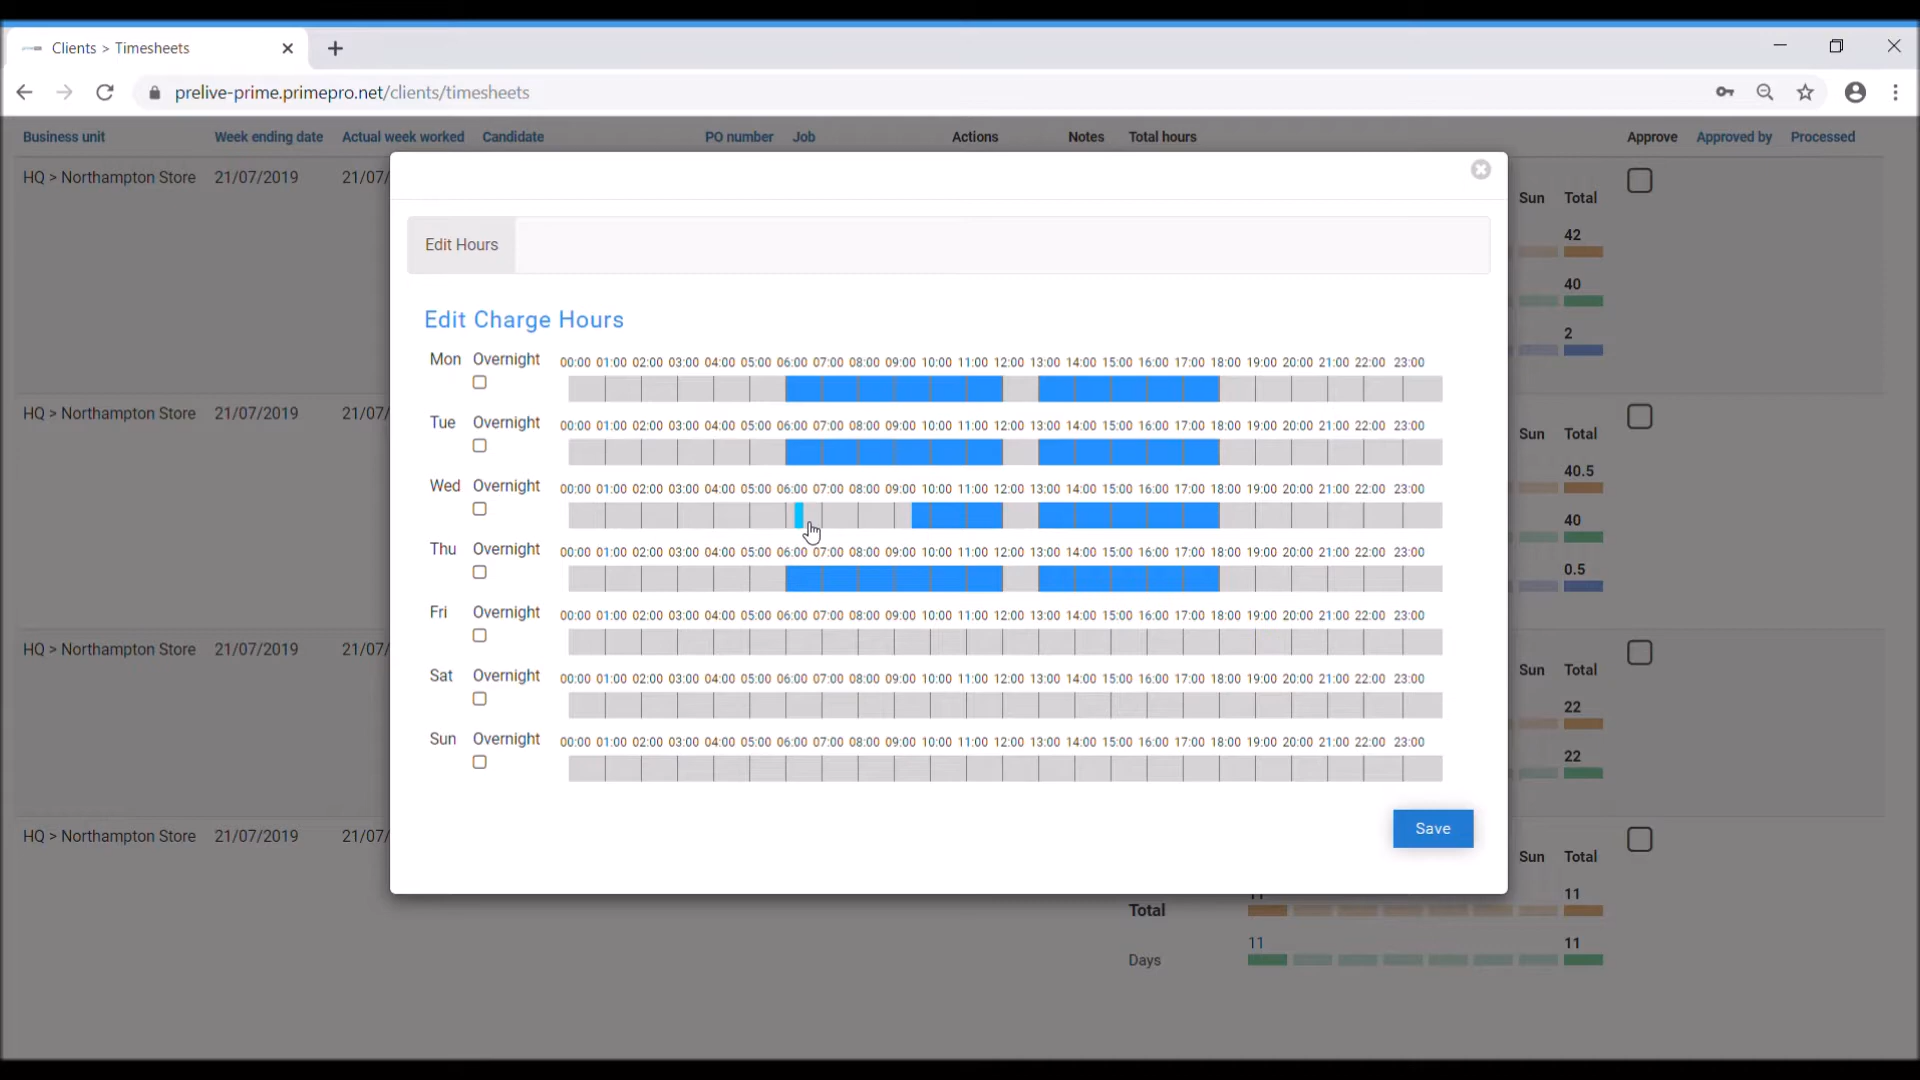 Clients > Timesheets
prelive-prime.primepro.net/clients/timesheets
Business unit Week ending date Actual week worked Candidate PO number Job Actions Notes Total hours Approve Approved by Processed
HQ > Northampton Store 21/07/2019 21/07/
Sun Total
42
40
2
Edit Hours
Edit Charge Hours
Mon Overnight 00:00 01:00 02:00 03:00 04:00 05:00 06:00 07:00 08:00 09:00 10:00 11:00 12:00 13:00 14:00 15:00 16:00 17:00 18:00 19:00 20:00 21:00 22:00 23:00
Tue Overnight 00:00 01:00 02:00 03:00 04:00 05:00 06:00 07:00 08:00 09:00 10:00 11:00 12:00 13:00 14:00 15:00 16:00 17:00 18:00 19:00 20:00 21:00 22:00 23:00
HQ > Northampton Store 21/07/2019 21/07/
Sun Total
40.5
40
0.5
Wed Overnight 00:00 01:00 02:00 03:00 04:00 05:00 06:00 07:00 08:00 09:00 10:00 11:00 12:00 13:00 14:00 15:00 16:00 17:00 18:00 19:00 20:00 21:00 22:00 23:00
Thu Overnight 00:00 01:00 02:00 03:00 04:00 05:00 06:00 07:00 08:00 09:00 10:00 11:00 12:00 13:00 14:00 15:00 16:00 17:00 18:00 19:00 20:00 21:00 22:00 23:00
Fri Overnight 00:00 01:00 02:00 03:00 04:00 05:00 06:00 07:00 08:00 09:00 10:00 11:00 12:00 13:00 14:00 15:00 16:00 17:00 18:00 19:00 20:00 21:00 22:00 23:00
HQ > Northampton Store 21/07/2019 21/07/
Sun Total
22
22
Sat Overnight 00:00 01:00 02:00 03:00 04:00 05:00 06:00 07:00 08:00 09:00 10:00 11:00 12:00 13:00 14:00 15:00 16:00 17:00 18:00 19:00 20:00 21:00 22:00 23:00
Sun Overnight 00:00 01:00 02:00 03:00 04:00 05:00 06:00 07:00 08:00 09:00 10:00 11:00 12:00 13:00 14:00 15:00 16:00 17:00 18:00 19:00 20:00 21:00 22:00 23:00
Save
HQ > Northampton Store 21/07/2019 21/07/
Sun Total
Total 11 11
Days 11 11